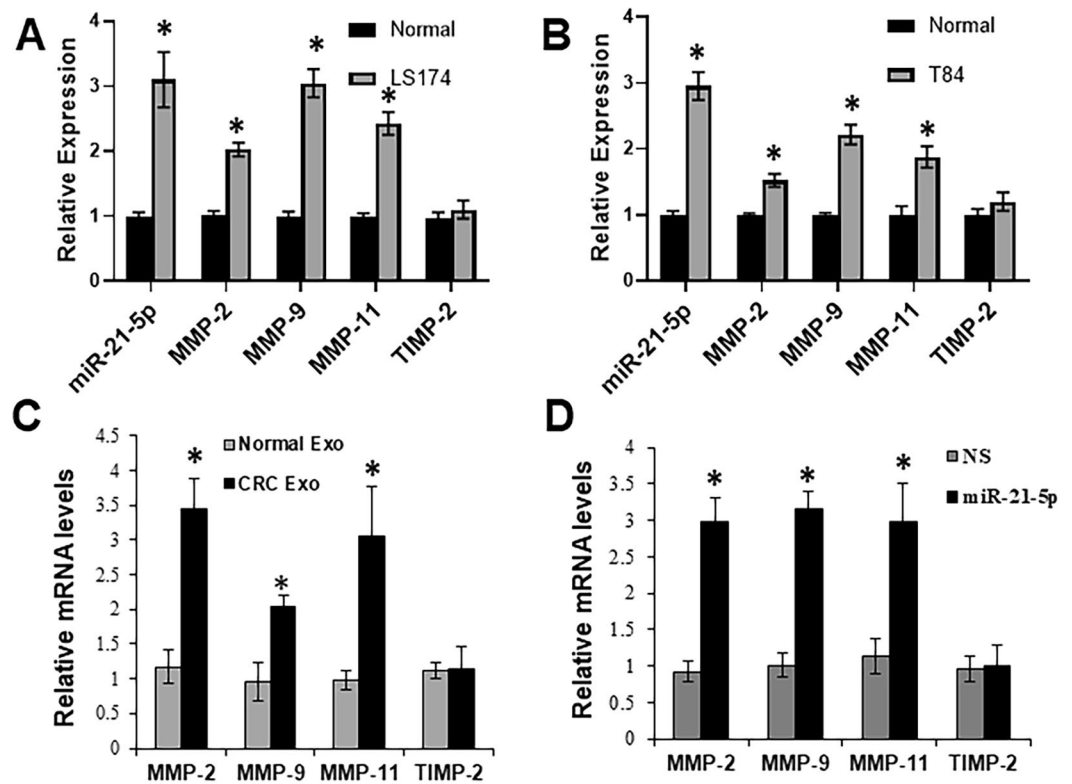 A
Relative Expression
4
3
2
1
0
Normal
LS174
*
*
*
*
miR-21-5p
MMP-2
MMP-9
MMP-11
TIMP-2
B
Relative Expression
4
3
2
1
0
Normal
T84
*
*
*
*
miR-21-5p
MMP-2
MMP-9
MMP-11
TIMP-2
C
Relative mRNA levels
4.5
4
3.5
3
2.5
2
1.5
1
0.5
0
Normal Exo
CRC Exo
*
*
*
MMP-2
MMP-9
MMP-11
TIMP-2
D
Relative mRNA levels
4
3.5
3
2.5
2
1.5
1
0.5
0
NS
miR-21-5p
*
*
*
MMP-2
MMP-9
MMP-11
TIMP-2